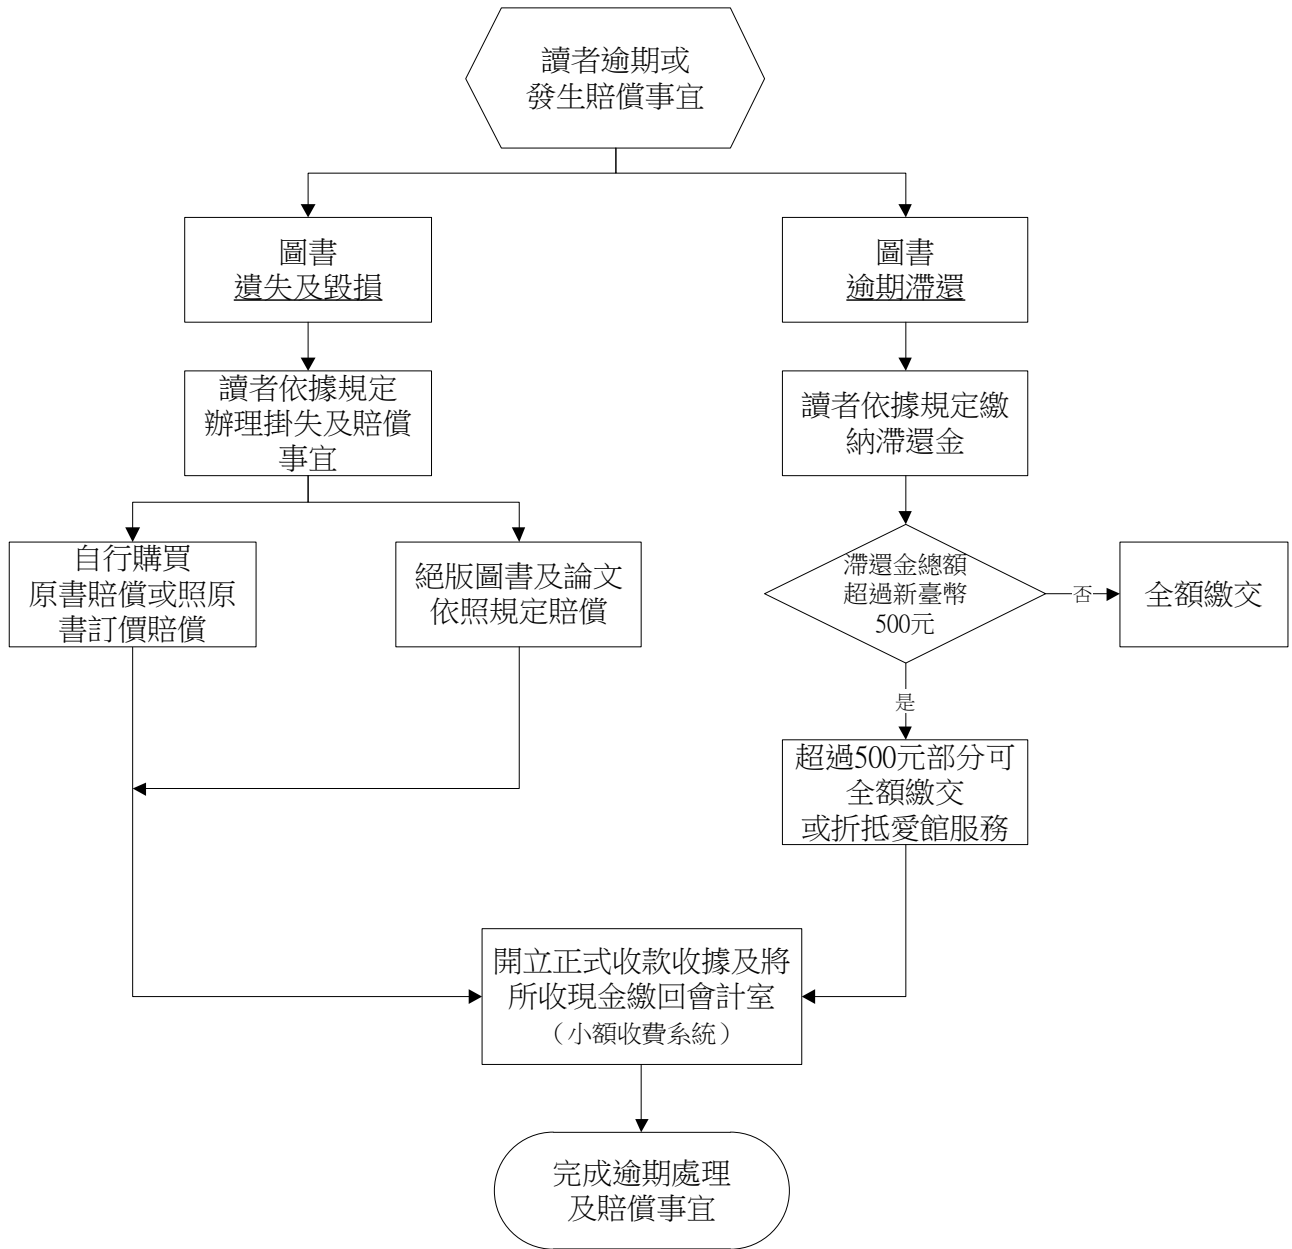 讀者逾期或
發生賠償事宜
圖書
遺失及毀損
圖書
逾期滯還
讀者依據規定
辦理掛失及賠償
事宜
讀者依據規定繳
納滯還金
自行購買
原書賠償或照原
書訂價賠償
絕版圖書及論文
依照規定賠償
滯還金總額
超過新臺幣
500元
否
全額繳交
是
超過500元部分可
全額繳交
或折抵愛館服務
開立正式收款收據及將
所收現金繳回會計室
（小額收費系統）
完成逾期處理
及賠償事宜